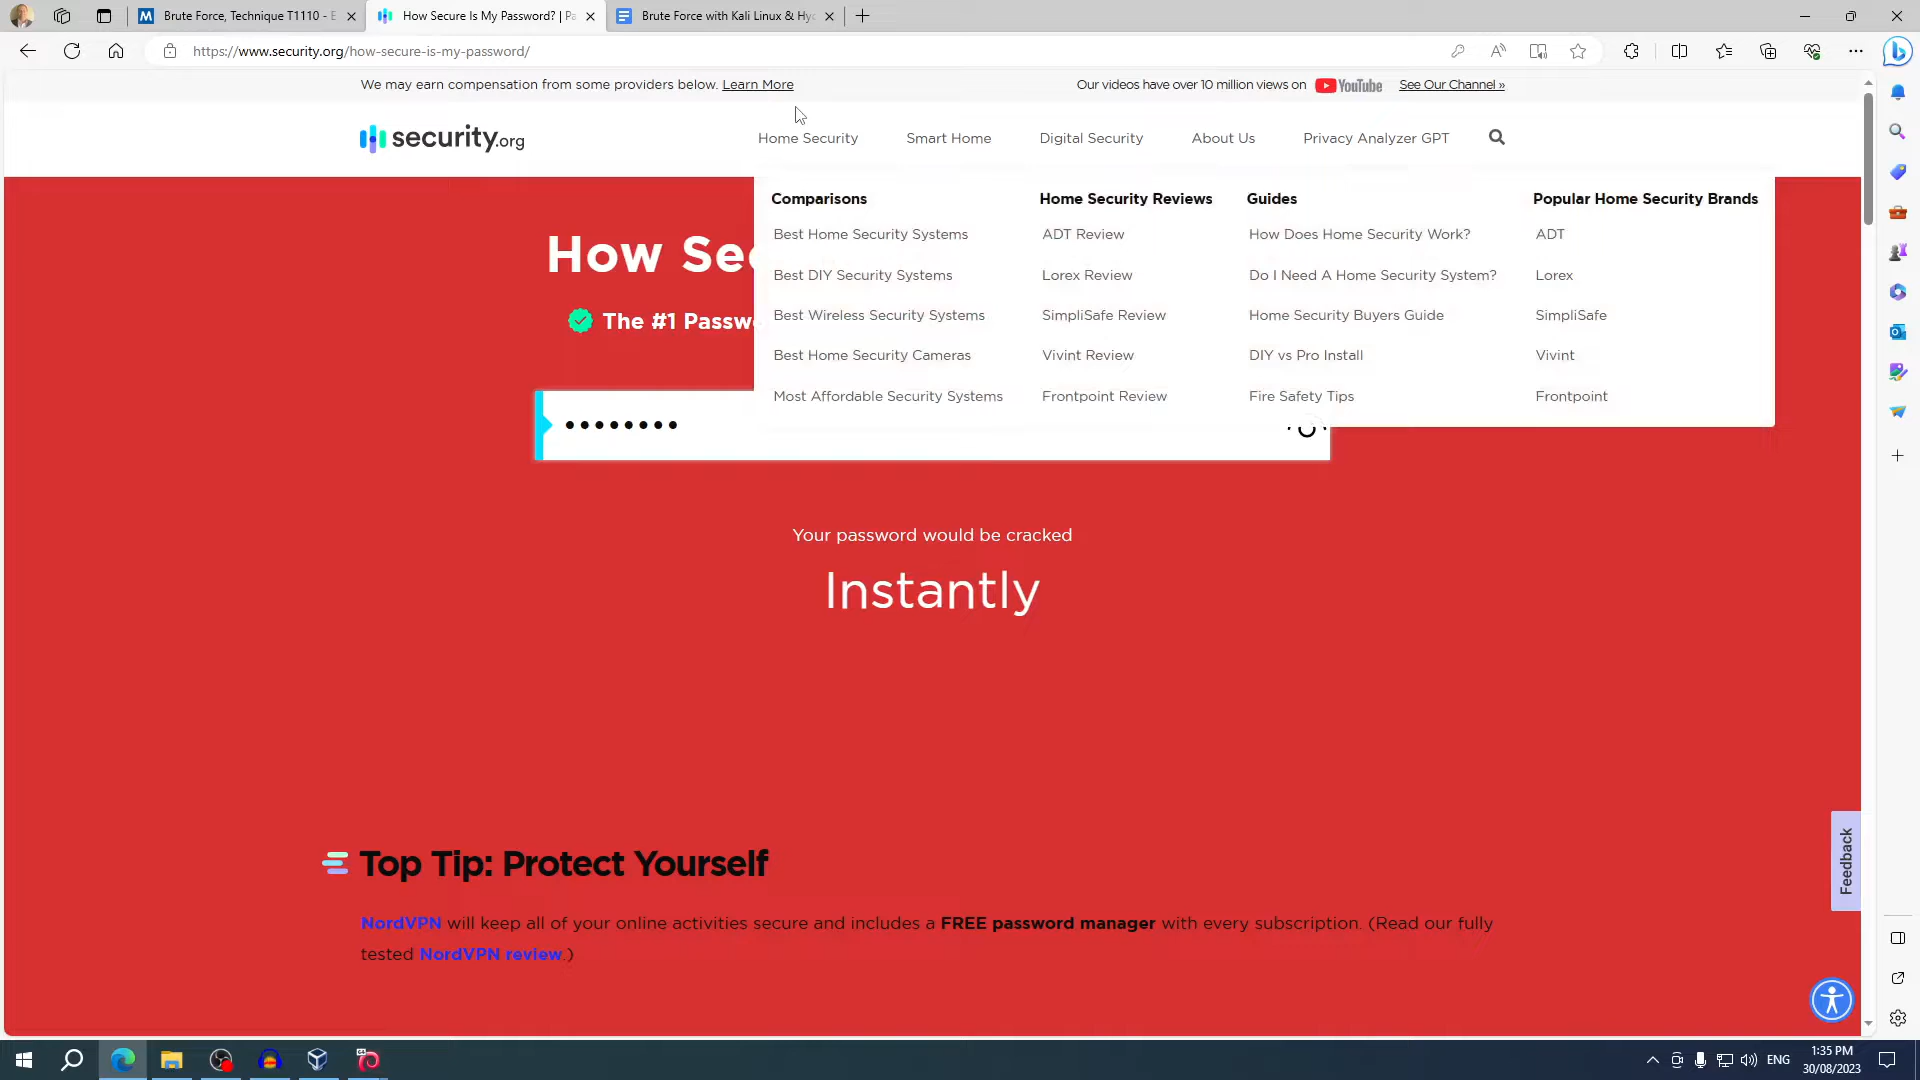 Brute Force, Technique T1110 - E
How Secure Is My Password? | Pa
Brute Force with Kali Linux & Hyd
https://www.security.org/how-secure-is-my-password/
We may earn compensation from some providers below. Learn More
Our videos have over 10 million views on YouTube See Our Channel »
security.org
Home Security
Smart Home
Digital Security
About Us
Privacy Analyzer GPT
How Sec
The #1 Passwo
Comparisons
Best Home Security Systems
Best DIY Security Systems
Best Wireless Security Systems
Best Home Security Cameras
Most Affordable Security Systems
Home Security Reviews
ADT Review
Lorex Review
SimpliSafe Review
Vivint Review
Frontpoint Review
Guides
How Does Home Security Work?
Do I Need A Home Security System?
Home Security Buyers Guide
DIY vs Pro Install
Fire Safety Tips
Popular Home Security Brands
ADT
Lorex
SimpliSafe
Vivint
Frontpoint
Your password would be cracked
Instantly
Top Tip: Protect Yourself
NordVPN will keep all of your online activities secure and includes a FREE password manager with every subscription. (Read our fully
tested NordVPN review.)
Feedback
ENG
1:35 PM
30/08/2023